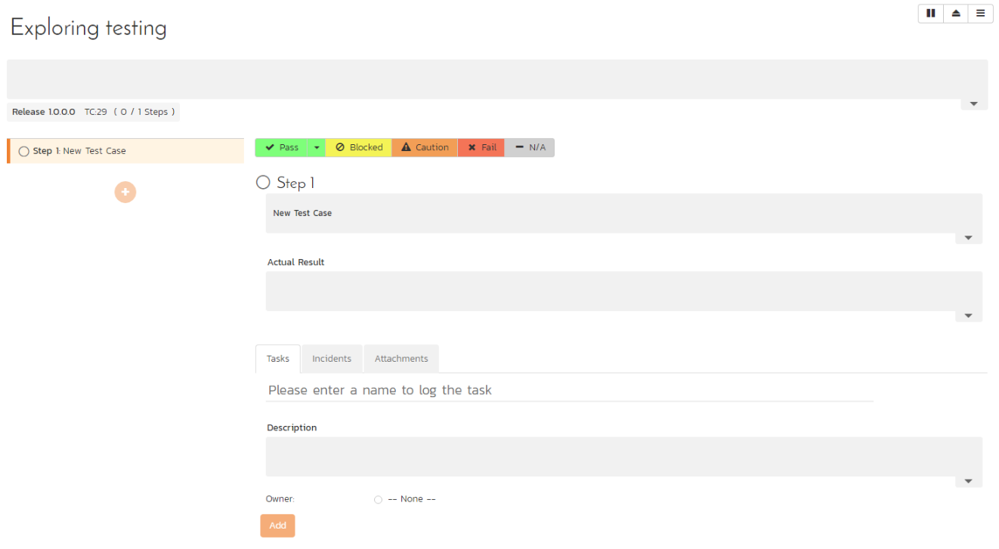 Exploring testing
Release 1.0.0.0 TC:29 ( 0 / 1 Steps )
Step 1: New Test Case
Pass Blocked Caution Fail N/A
Step 1
New Test Case
Actual Result
Tasks Incidents Attachments
Please enter a name to log the task
Description
Owner: -- None --
Add